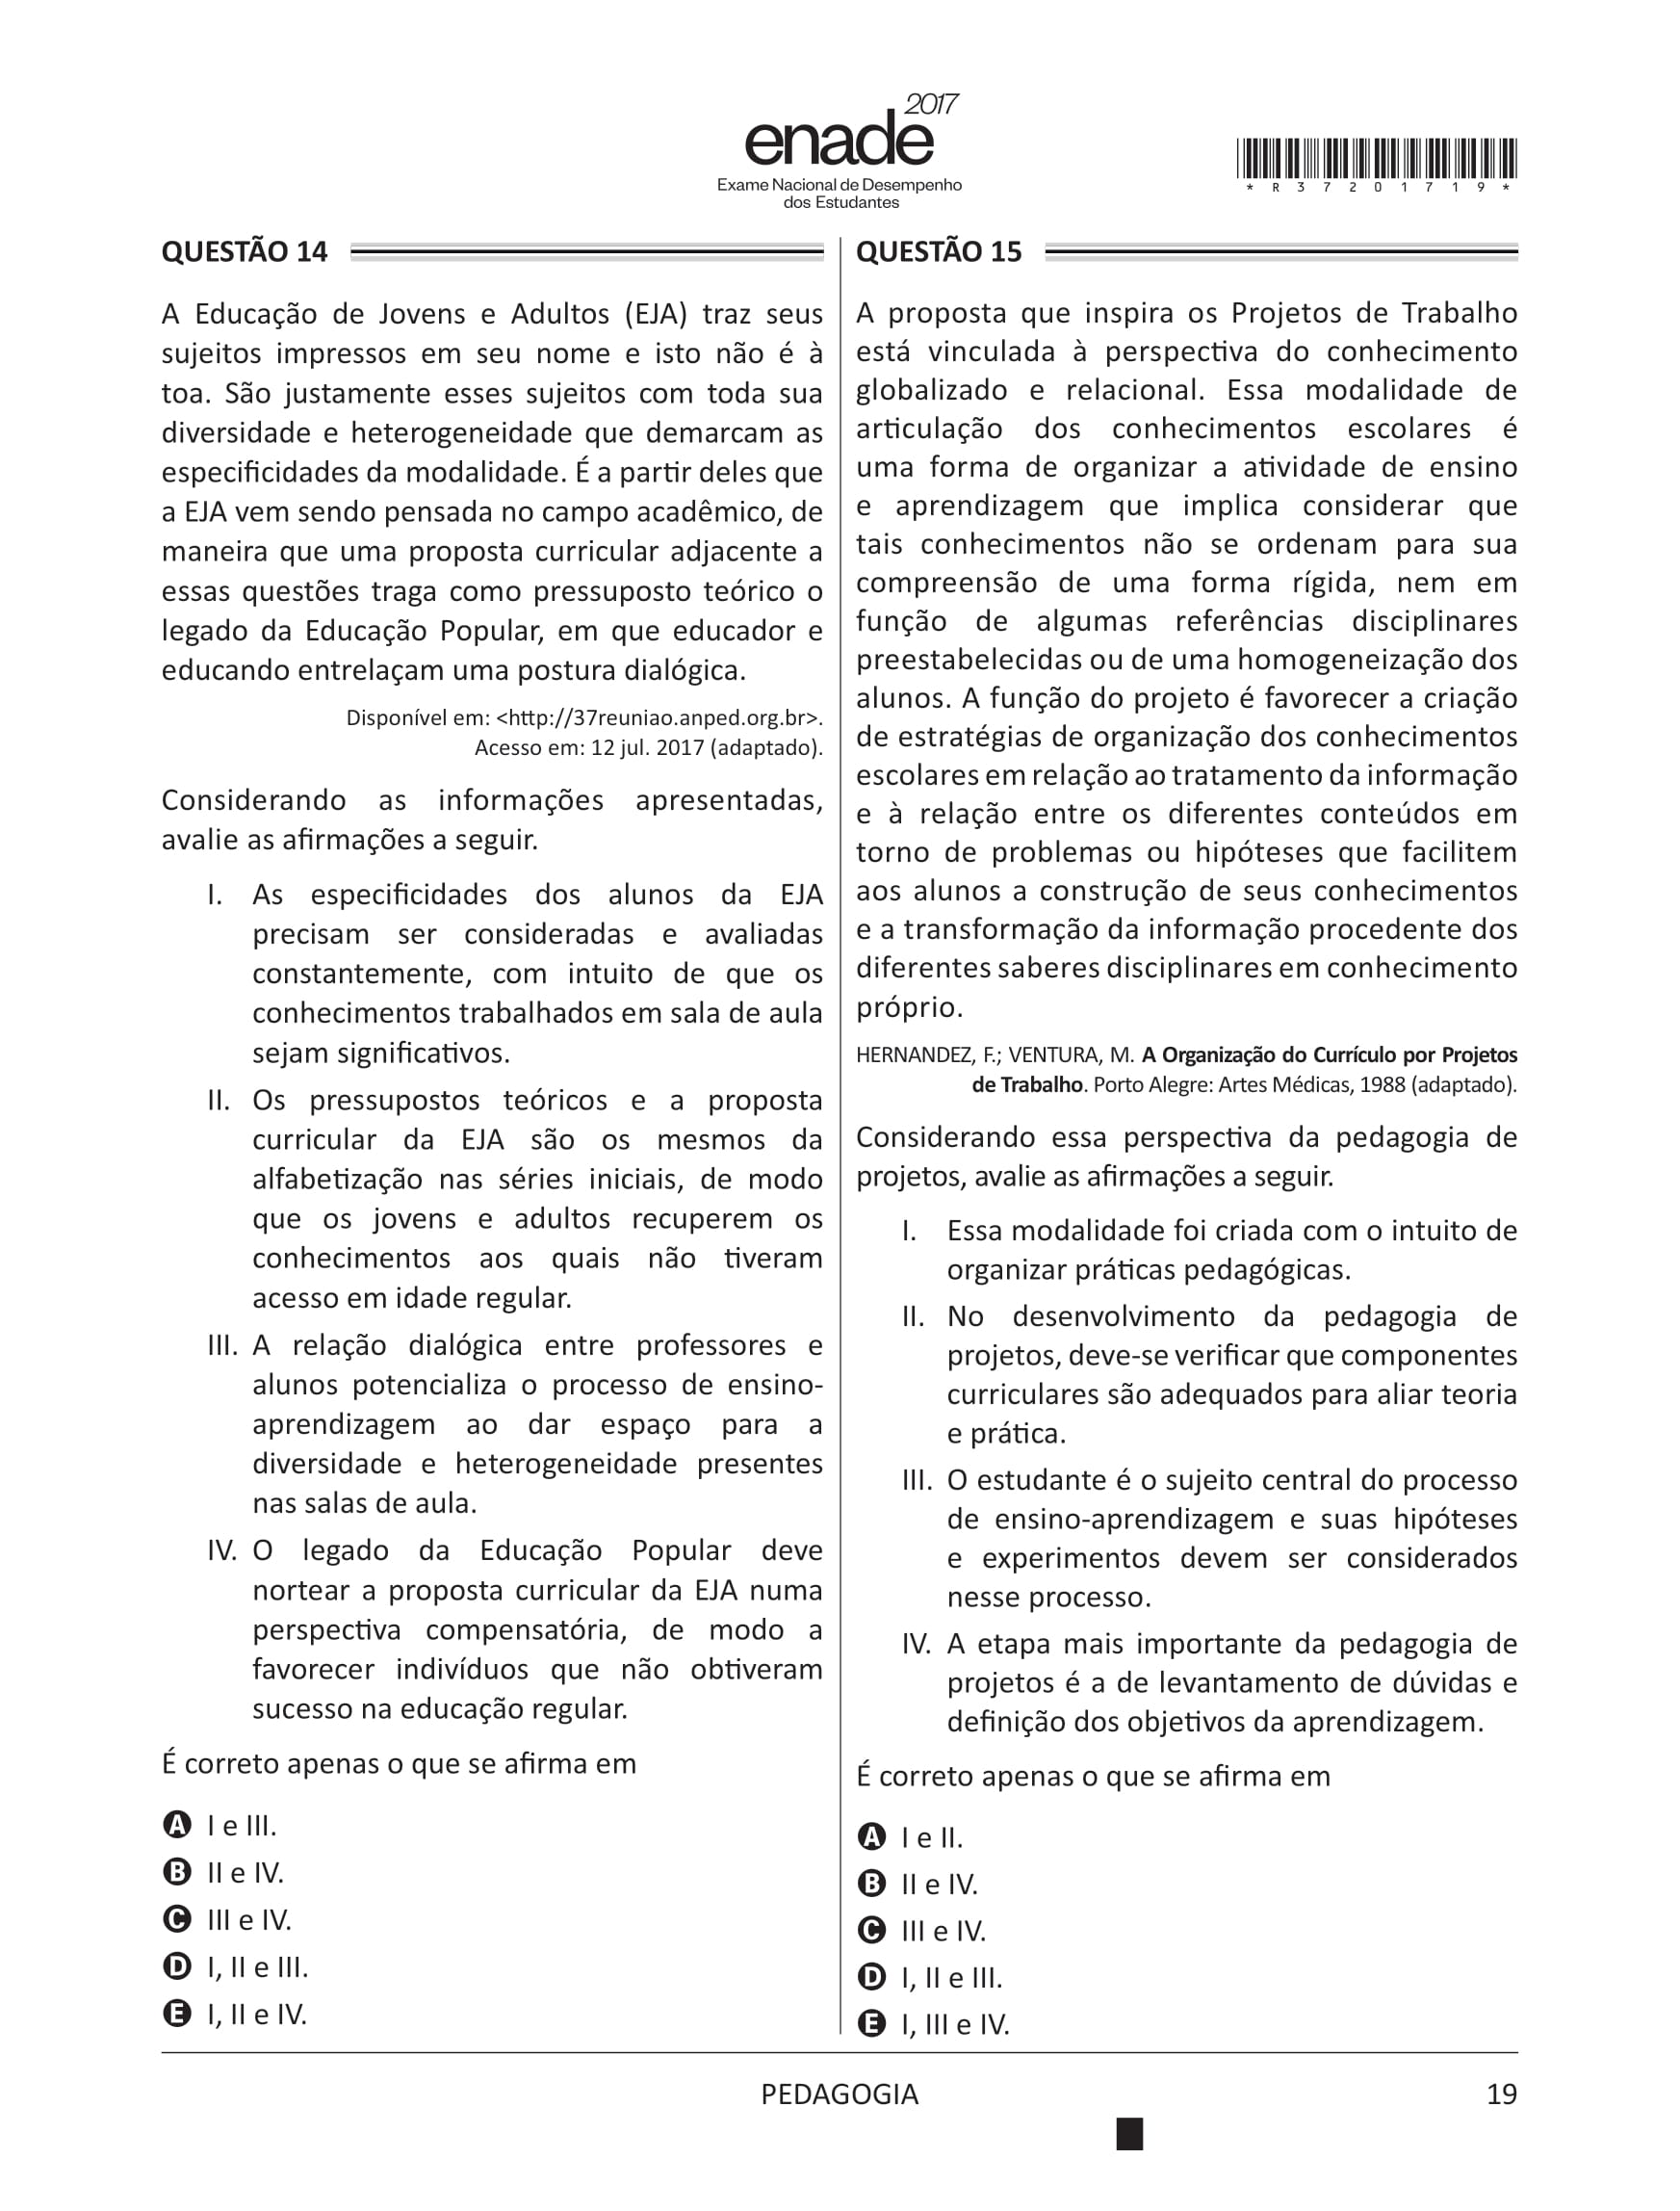 2017
enade
Exame Nacional de Desempenho
dos Estudantes
* R 3 7 2 0 1 7 1 9 *
QUESTÃO 14
A Educação de Jovens e Adultos (EJA) traz seus
sujeitos impressos em seu nome e isto não é à
toa. São justamente esses sujeitos com toda sua
diversidade e heterogeneidade que demarcam as
especificidades da modalidade. É a partir deles que
a EJA vem sendo pensada no campo acadêmico, de
maneira que uma proposta curricular adjacente a
essas questões traga como pressuposto teórico o
legado da Educação Popular, em que educador e
educando entrelaçam uma postura dialógica.
Disponível em: <http://37reuniao.anped.org.br>.
Acesso em: 12 jul. 2017 (adaptado).
Considerando as informações apresentadas,
avalie as afirmações a seguir.
I. As especificidades dos alunos da EJA
precisam ser consideradas e avaliadas
constantemente, com intuito de que os
conhecimentos trabalhados em sala de aula
sejam significativos.
II. Os pressupostos teóricos e a proposta
curricular da EJA são os mesmos da
alfabetização nas séries iniciais, de modo
que os jovens e adultos recuperem os
conhecimentos aos quais não tiveram
acesso em idade regular.
III. A relação dialógica entre professores e
alunos potencializa o processo de ensino-
aprendizagem ao dar espaço para a
diversidade e heterogeneidade presentes
nas salas de aula.
IV. O legado da Educação Popular deve
nortear a proposta curricular da EJA numa
perspectiva compensatória, de modo a
favorecer indivíduos que não obtiveram
sucesso na educação regular.
É correto apenas o que se afirma em
A I e III.
B II e IV.
C III e IV.
D I, II e III.
E I, II e IV.
QUESTÃO 15
A proposta que inspira os Projetos de Trabalho
está vinculada à perspectiva do conhecimento
globalizado e relacional. Essa modalidade de
articulação dos conhecimentos escolares é
uma forma de organizar a atividade de ensino
e aprendizagem que implica considerar que
tais conhecimentos não se ordenam para sua
compreensão de uma forma rígida, nem em
função de algumas referências disciplinares
preestabelecidas ou de uma homogeneização dos
alunos. A função do projeto é favorecer a criação
de estratégias de organização dos conhecimentos
escolares em relação ao tratamento da informação
e à relação entre os diferentes conteúdos em
torno de problemas ou hipóteses que facilitem
aos alunos a construção de seus conhecimentos
e a transformação da informação procedente dos
diferentes saberes disciplinares em conhecimento
próprio.
HERNANDEZ, F.; VENTURA, M. A Organização do Currículo por Projetos
de Trabalho. Porto Alegre: Artes Médicas, 1988 (adaptado).
Considerando essa perspectiva da pedagogia de
projetos, avalie as afirmações a seguir.
I. Essa modalidade foi criada com o intuito de
organizar práticas pedagógicas.
II. No desenvolvimento da pedagogia de
projetos, deve-se verificar que componentes
curriculares são adequados para aliar teoria
e prática.
III. O estudante é o sujeito central do processo
de ensino-aprendizagem e suas hipóteses
e experimentos devem ser considerados
nesse processo.
IV. A etapa mais importante da pedagogia de
projetos é a de levantamento de dúvidas e
definição dos objetivos da aprendizagem.
É correto apenas o que se afirma em
A I e II.
B II e IV.
C III e IV.
D I, II e III.
E I, III e IV.
PEDAGOGIA
19